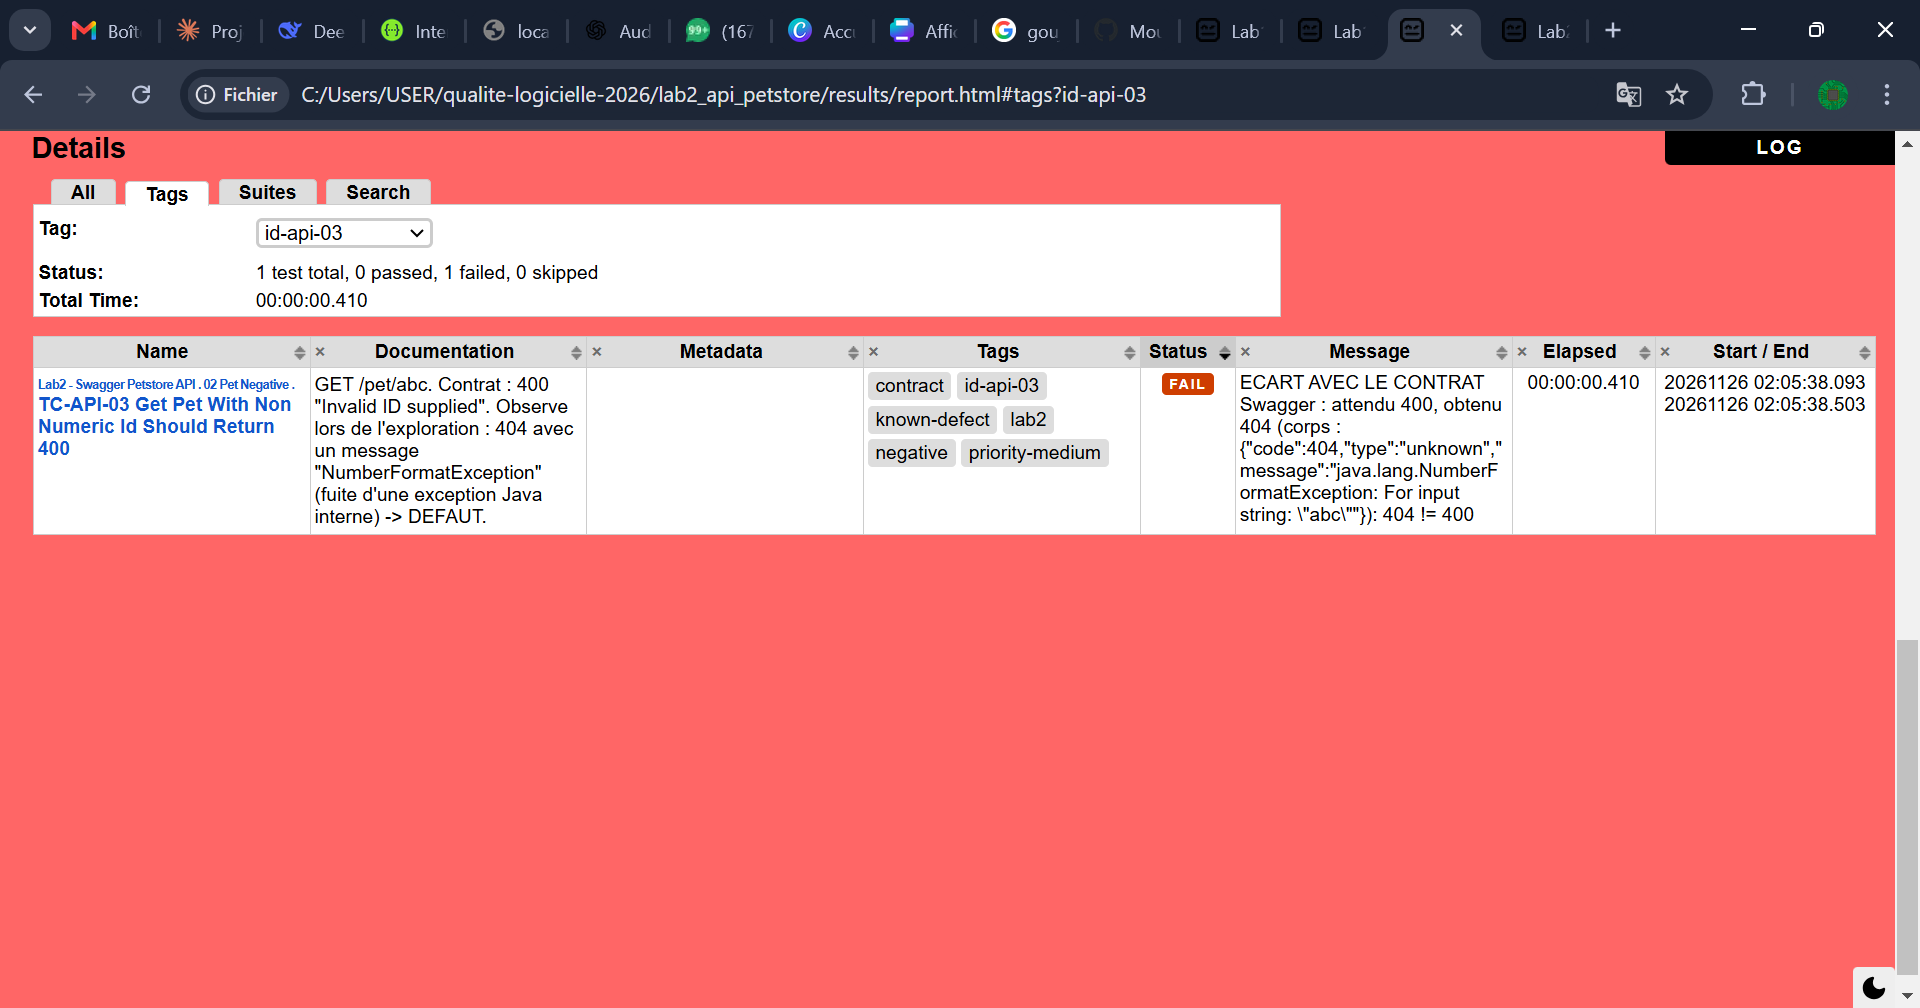 Boît
Proj
Dee
Inte
loca
Aud
99+ (167
Accu
Affic
gou
Mou
Lab
Lab
Lab2
Fichier C:/Users/USER/qualite-logicielle-2026/lab2_api_petstore/results/report.html#tags?id-api-03
Details
LOG
All Tags Suites Search
Tag: id-api-03
Status: 1 test total, 0 passed, 1 failed, 0 skipped
Total Time: 00:00:00.410
Name × Documentation × Metadata × Tags Status × Message × Elapsed × Start / End
Lab2 - Swagger Petstore API . 02 Pet Negative .
TC-API-03 Get Pet With Non
Numeric Id Should Return
400
GET /pet/abc. Contrat : 400
"Invalid ID supplied". Observe
lors de l'exploration : 404 avec
un message
"NumberFormatException"
(fuite d'une exception Java
interne) -> DEFAUT.
contract id-api-03
known-defect lab2
negative priority-medium
FAIL
ECART AVEC LE CONTRAT
Swagger : attendu 400, obtenu
404 (corps :
{"code":404,"type":"unknown","
message":"java.lang.NumberF
ormatException: For input
string: \"abc\""}): 404 != 400
00:00:00.410
20261126 02:05:38.093
20261126 02:05:38.503